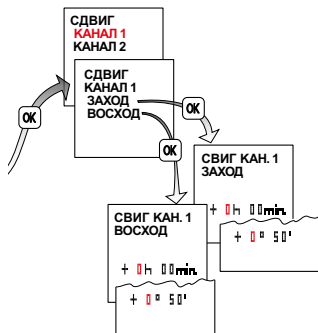 СДВИГ
КАНАЛ 1
КАНАЛ 2
СДВИГ
КАНАЛ 1
ЗАХОД
ВОСХОД
OK
OK
OK
СВИГ КАН. 1
ЗАХОД
+ 0h 00min.
+ 0° 50'
СВИГ КАН. 1
ВОСХОД
+ 0h 00min.
+ 0° 50'